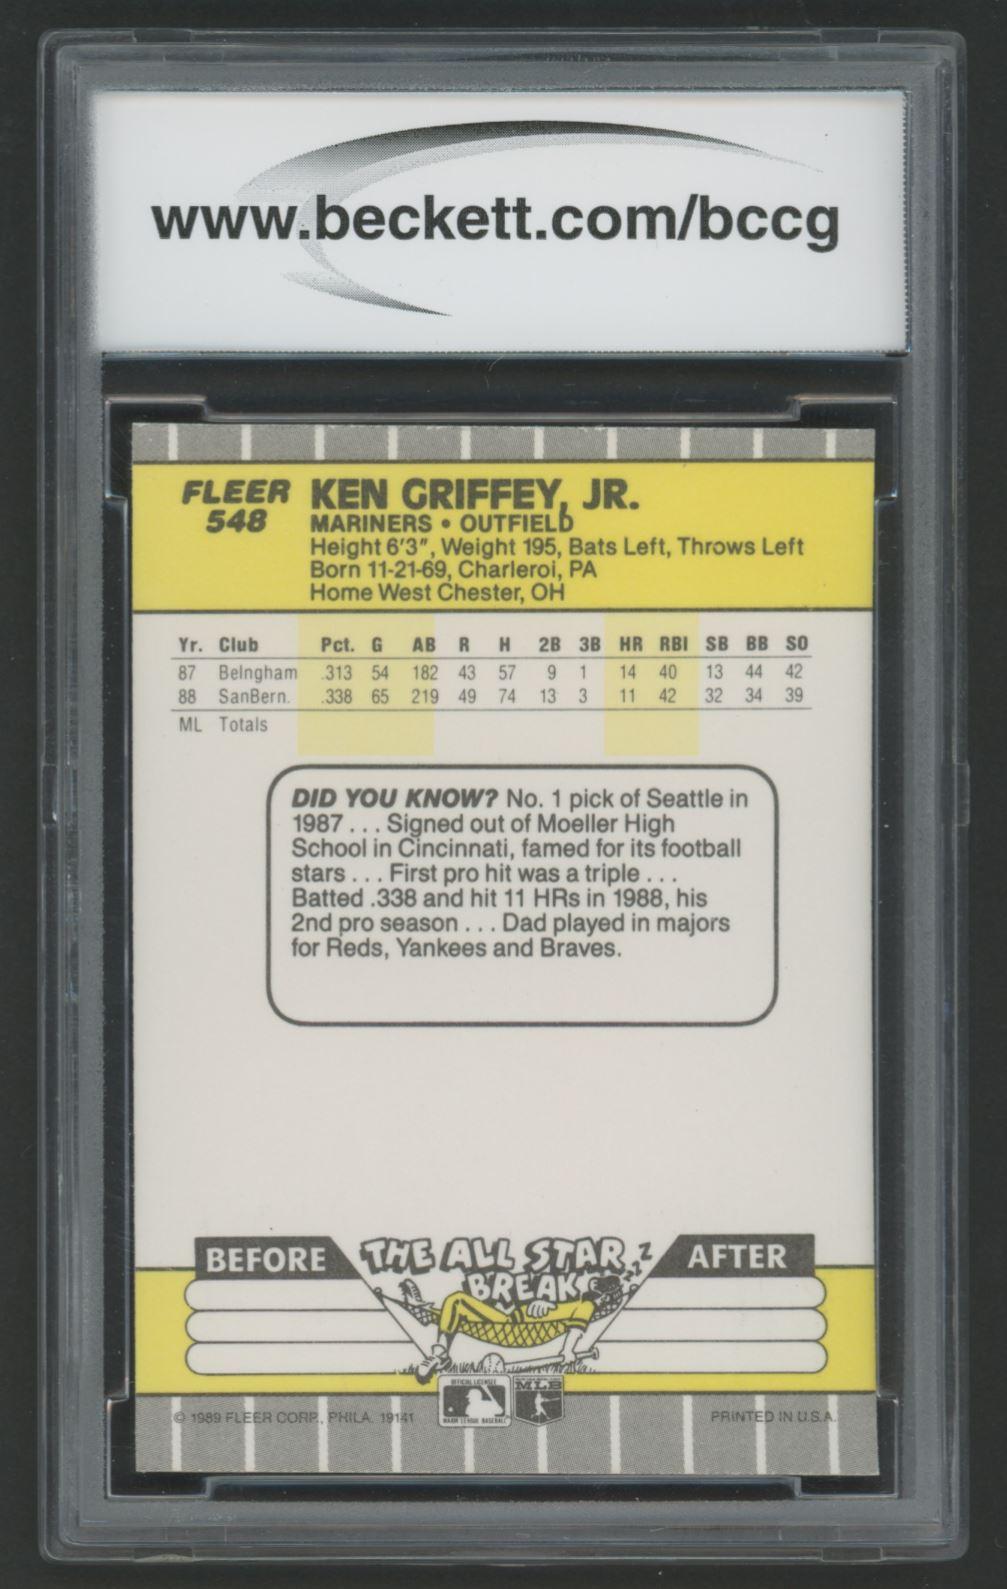 www.beckett.com/bccg
FLEER
548
KEN GRIFFEY, JR.
MARINERS • OUTFIELD
Height 6'3", Weight 195, Bats Left, Throws Left
Born 11-21-69, Charleroi, PA
Home West Chester, OH
Yr. Club Pct. G AB R H 2B 3B HR RBI SB BB SO
87 Belngham .313 54 182 43 57 9 1 14 40 13 44 42
88 SanBern. .338 65 219 49 74 13 3 11 42 32 34 39
ML Totals
DID YOU KNOW? No. 1 pick of Seattle in
1987 . . . Signed out of Moeller High
School in Cincinnati, famed for its football
stars . . . First pro hit was a triple . . .
Batted .338 and hit 11 HRs in 1988, his
2nd pro season . . . Dad played in majors
for Reds, Yankees and Braves.
BEFORE
THE ALL STAR
BREAK
ZZZZ
AFTER
OFFICIAL LICENSEE
MAJOR LEAGUE BASEBALL
MLB
© 1989 FLEER CORP., PHILA. 19141
PRINTED IN U.S.A.